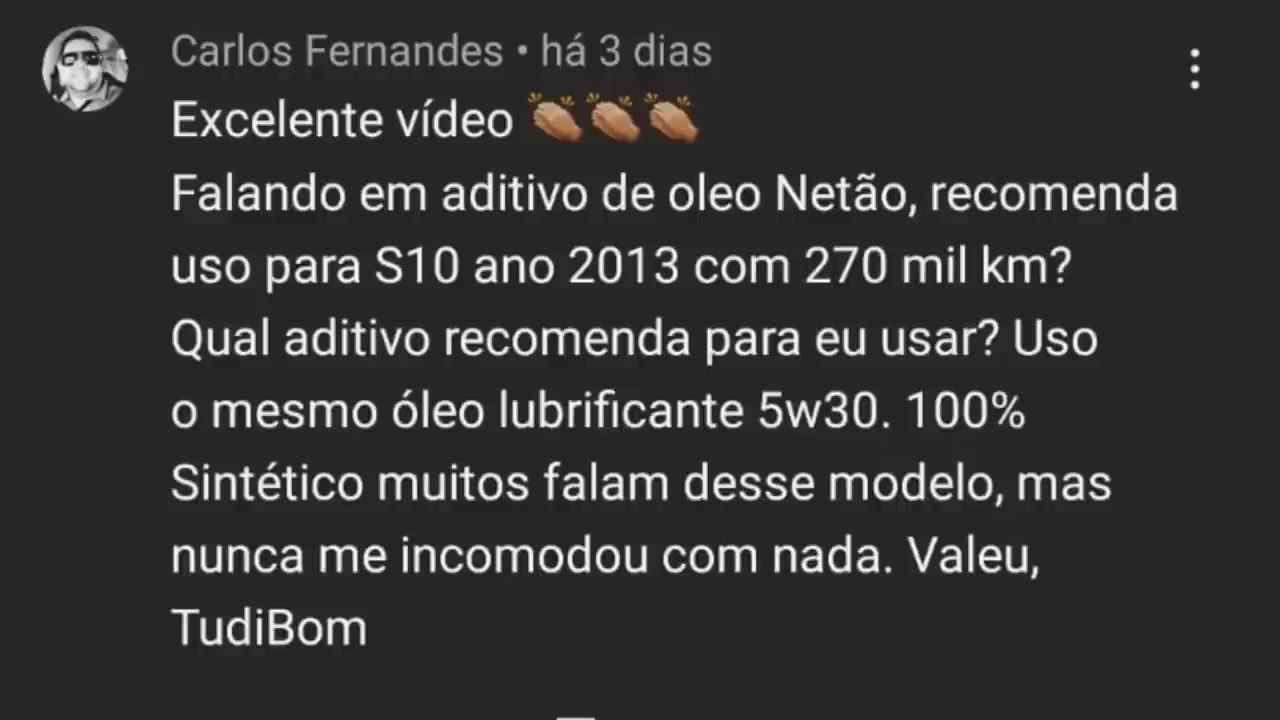 Carlos Fernandes • há 3 dias
Excelente vídeo 👏🏽👏🏽👏🏽
Falando em aditivo de oleo Netão, recomenda
uso para S10 ano 2013 com 270 mil km?
Qual aditivo recomenda para eu usar? Uso
o mesmo óleo lubrificante 5w30. 100%
Sintético muitos falam desse modelo, mas
nunca me incomodou com nada. Valeu,
TudiBom